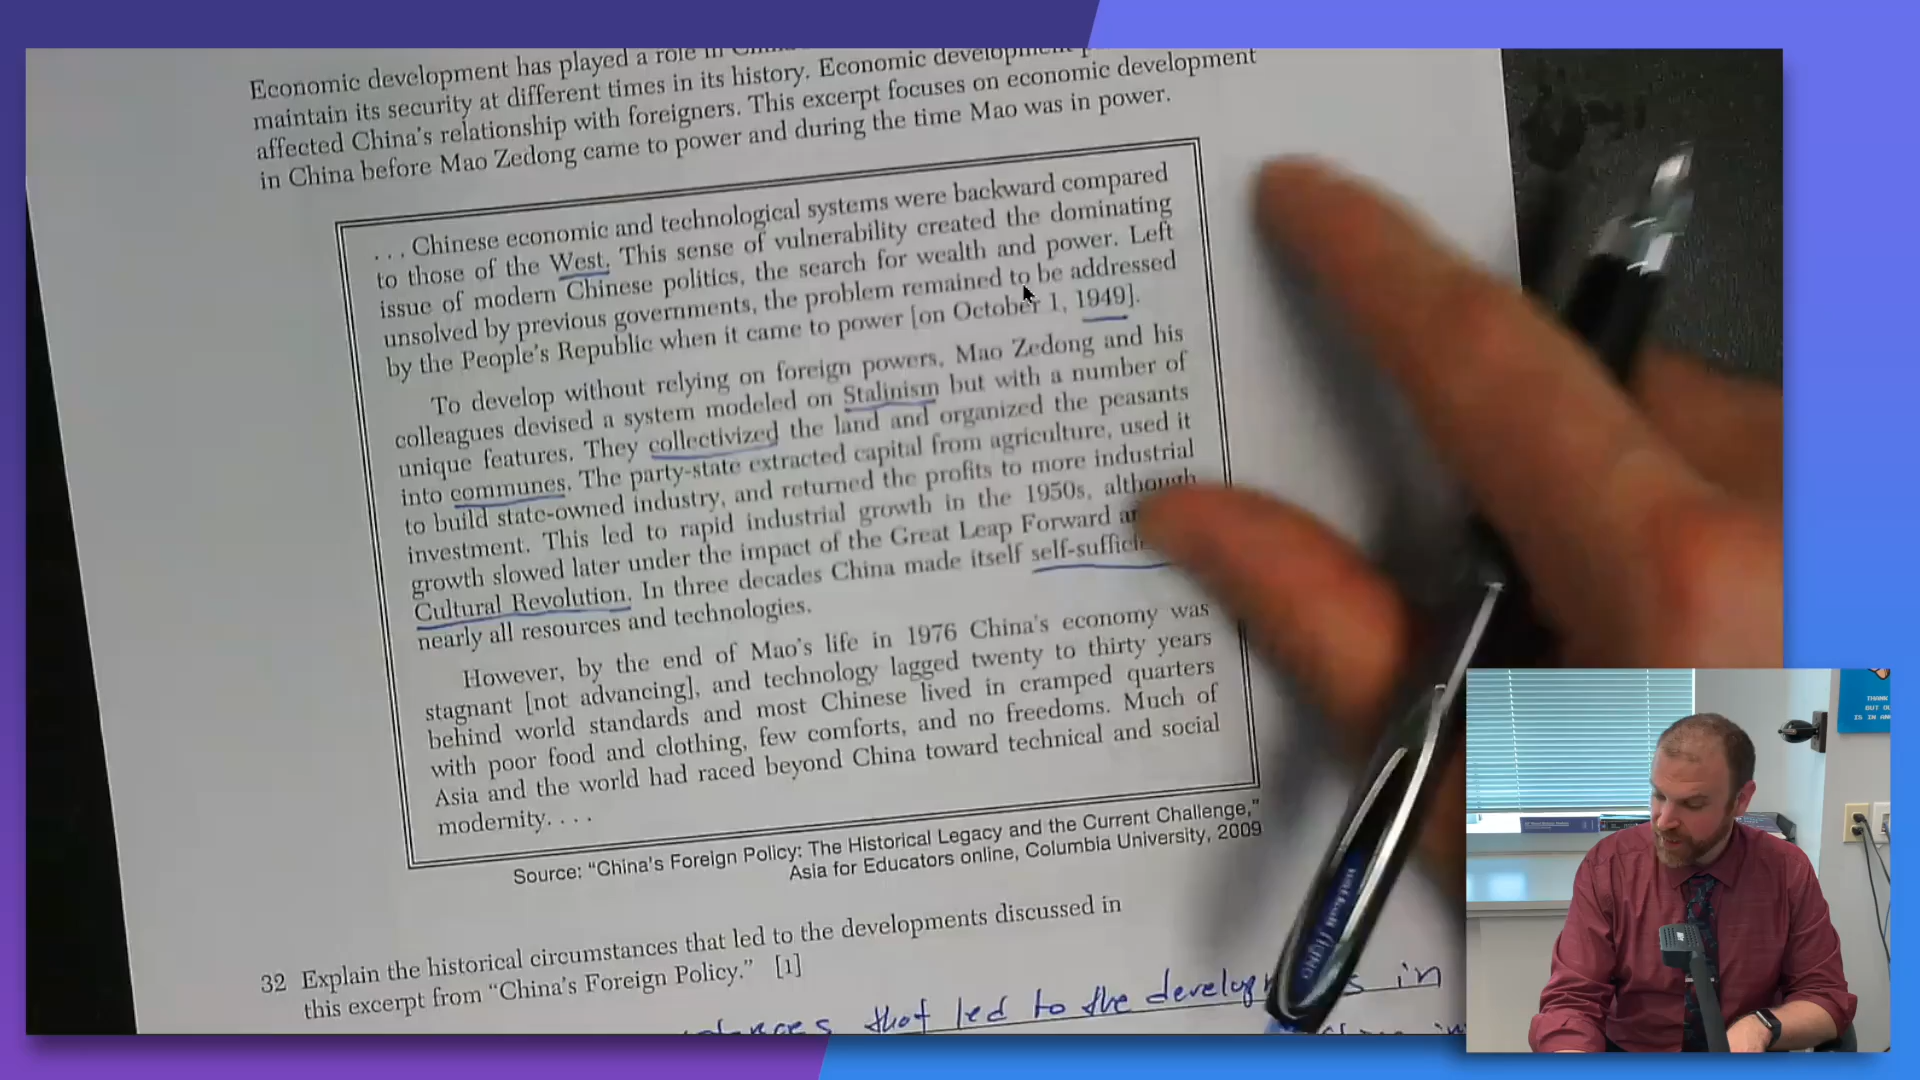 Economic development has played a role in
maintain its security at different times in its history. Economic development
affected China's relationship with foreigners. This excerpt focuses on economic development
in China before Mao Zedong came to power and during the time Mao was in power.
. . . Chinese economic and technological systems were backward compared
to those of the West. This sense of vulnerability created the dominating
issue of modern Chinese politics, the search for wealth and power. Left
unsolved by previous governments, the problem remained to be addressed
by the People's Republic when it came to power [on October 1, 1949].
To develop without relying on foreign powers, Mao Zedong and his
colleagues devised a system modeled on Stalinism but with a number of
unique features. They collectivized the land and organized the peasants
into communes. The party-state extracted capital from agriculture, used it
to build state-owned industry, and returned the profits to more industrial
investment. This led to rapid industrial growth in the 1950s, although
growth slowed later under the impact of the Great Leap Forward
Cultural Revolution. In three decades China made itself
nearly all resources and technologies.
However, by the end of Mao's life in 1976 China's economy was
stagnant [not advancing], and technology lagged twenty to thirty years
behind world standards and most Chinese lived in cramped quarters
with poor food and clothing, few comforts, and no freedoms. Much of
Asia and the world had raced beyond China toward technical and social
modernity. . . .
Source: "China's Foreign Policy: The Historical Legacy and the Current Challenge,"
Asia for Educators online, Columbia University, 2009
32 Explain the historical circumstances that led to the developments discussed in
this excerpt from "China's Foreign Policy." [1]
that led to the in
THANK
IS IN